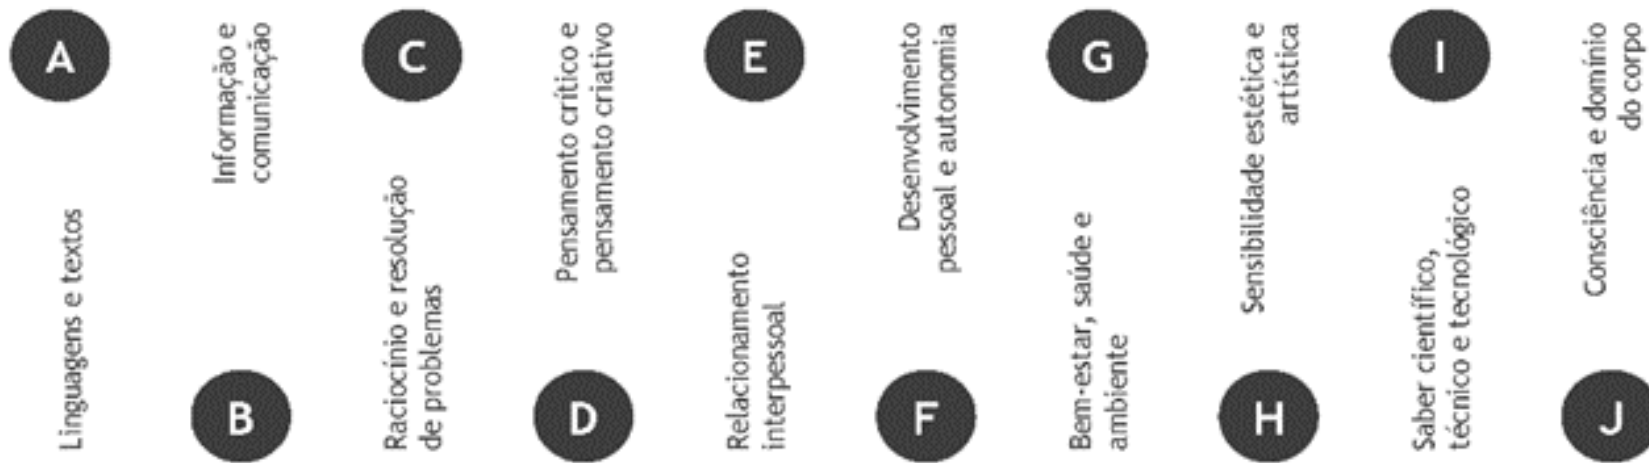 A
Linguagens e textos
B
Informação e
comunicação
C
Raciocínio e resolução
de problemas
D
Pensamento crítico e
pensamento criativo
E
Relacionamento
interpessoal
F
Desenvolvimento
pessoal e autonomia
G
Bem-estar, saúde e
ambiente
H
Sensibilidade estética e
artística
I
Saber científico,
técnico e tecnológico
J
Consciência e domínio
do corpo